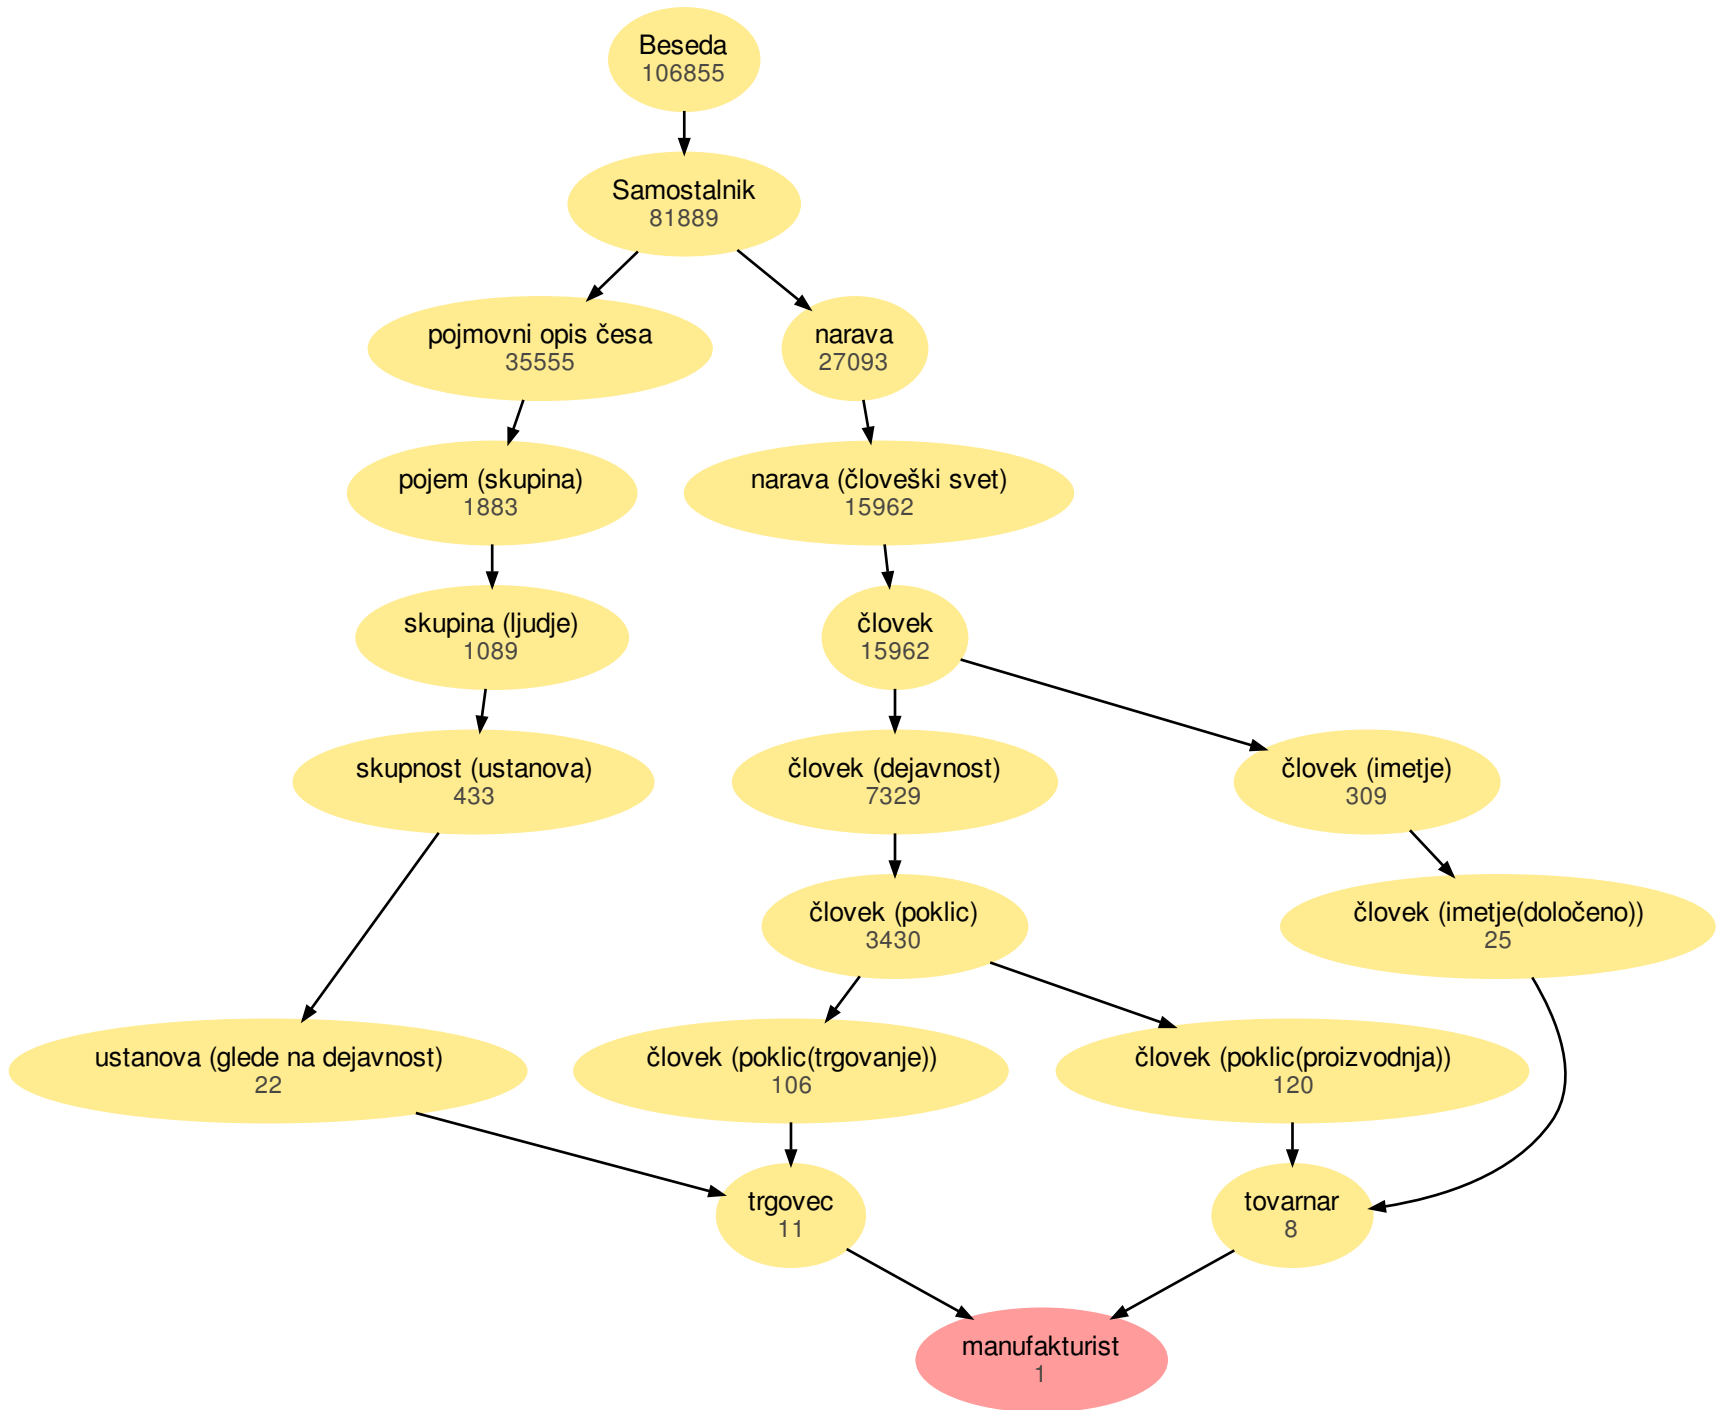 Beseda
106855
Samostalnik
81889
pojmovni opis česa
35555
narava
27093
pojem (skupina)
1883
narava (človeški svet)
15962
skupina (ljudje)
1089
človek
15962
skupnost (ustanova)
433
človek (dejavnost)
7329
človek (imetje)
309
človek (poklic)
3430
človek (imetje(določeno))
25
ustanova (glede na dejavnost)
22
človek (poklic(trgovanje))
106
človek (poklic(proizvodnja))
120
trgovec
11
tovarnar
8
manufakturist
1